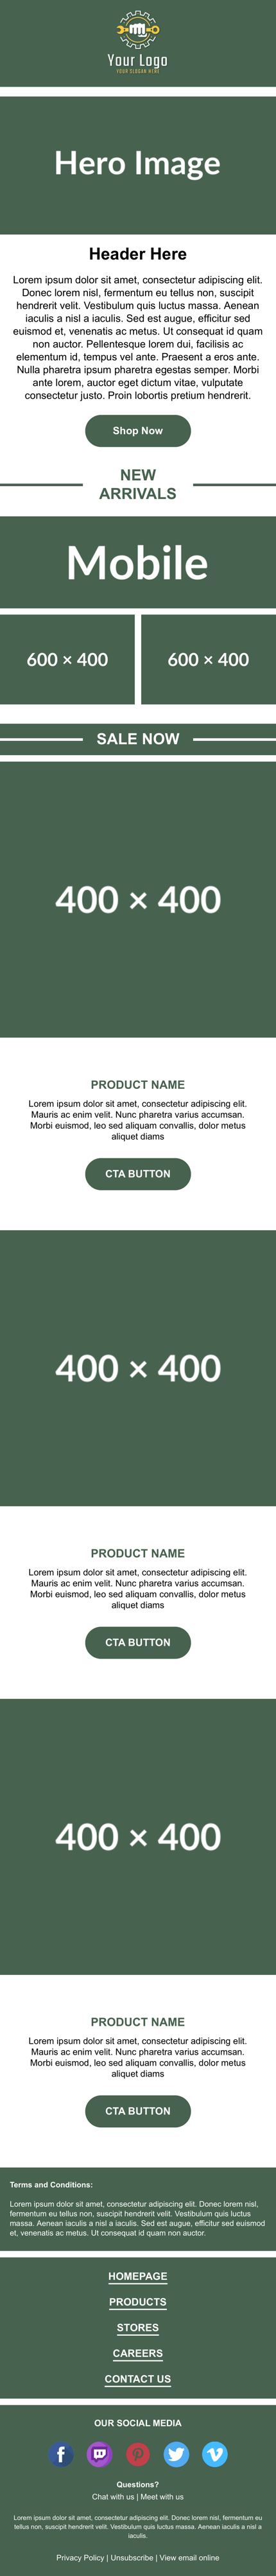 Your Logo
YOUR SLOGAN HERE
Hero Image
Header Here
Lorem ipsum dolor sit amet, consectetur adipiscing elit.
Donec lorem nisl, fermentum eu tellus non, suscipit
hendrerit velit. Vestibulum quis luctus massa. Aenean
iaculis a nisl a iaculis. Sed est augue, efficitur sed
euismod et, venenatis ac metus. Ut consequat id quam
non auctor. Pellentesque lorem dui, facilisis ac
elementum id, tempus vel ante. Praesent a eros ante.
Nulla pharetra ipsum pharetra egestas semper. Morbi
ante lorem, auctor eget dictum vitae, vulputate
consectetur justo. Proin lobortis pretium hendrerit.
Shop Now
NEW
ARRIVALS
Mobile
600 × 400
600 × 400
SALE NOW
400 × 400
PRODUCT NAME
Lorem ipsum dolor sit amet, consectetur adipiscing elit.
Mauris ac enim velit. Nunc pharetra varius accumsan.
Morbi euismod, leo sed aliquam convallis, dolor metus
aliquet diams
CTA BUTTON
400 × 400
PRODUCT NAME
Lorem ipsum dolor sit amet, consectetur adipiscing elit.
Mauris ac enim velit. Nunc pharetra varius accumsan.
Morbi euismod, leo sed aliquam convallis, dolor metus
aliquet diams
CTA BUTTON
400 × 400
PRODUCT NAME
Lorem ipsum dolor sit amet, consectetur adipiscing elit.
Mauris ac enim velit. Nunc pharetra varius accumsan.
Morbi euismod, leo sed aliquam convallis, dolor metus
aliquet diams
CTA BUTTON
Terms and Conditions:
Lorem ipsum dolor sit amet, consectetur adipiscing elit. Donec lorem nisl,
fermentum eu tellus non, suscipit hendrerit velit. Vestibulum quis luctus
massa. Aenean iaculis a nisl a iaculis. Sed est augue, efficitur sed euismod
et, venenatis ac metus. Ut consequat id quam non auctor.
HOMEPAGE
PRODUCTS
STORES
CAREERS
CONTACT US
OUR SOCIAL MEDIA
Questions?
Chat with us | Meet with us
Lorem ipsum dolor sit amet, consectetur adipiscing elit. Donec lorem nisl, fermentum eu
tellus non, suscipit hendrerit velit. Vestibulum quis luctus massa. Aenean iaculis a nisl a
iaculis.
Privacy Policy | Unsubscribe | View email online